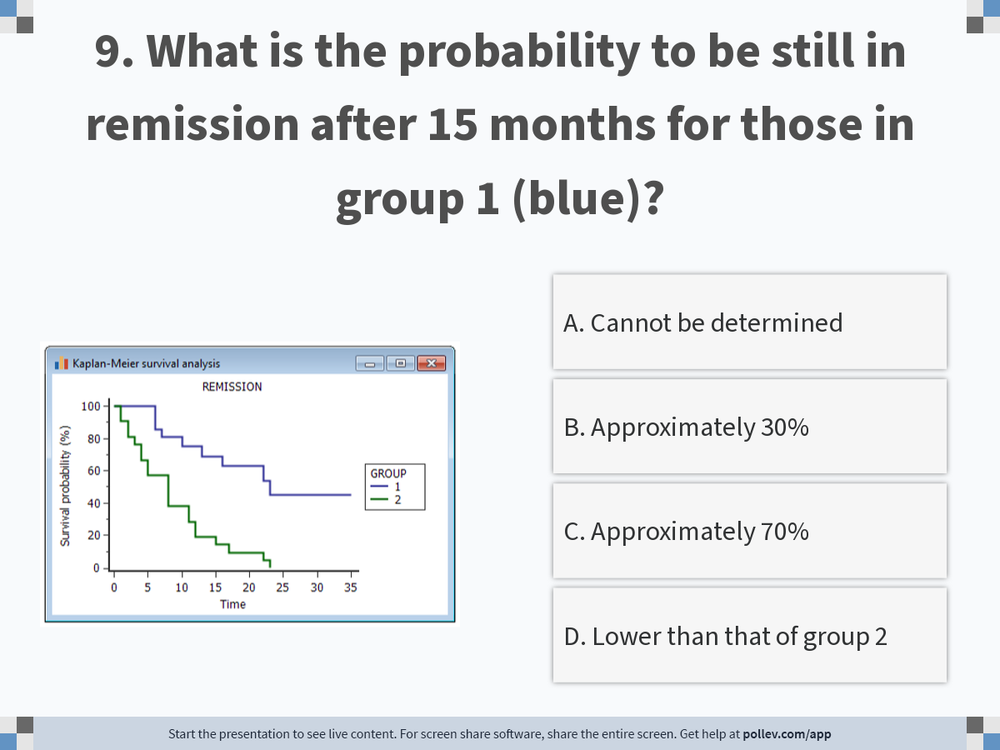 9. What is the probability to be still in
remission after 15 months for those in
group 1 (blue)?
A. Cannot be determined
B. Approximately 30%
C. Approximately 70%
D. Lower than that of group 2
Kaplan-Meier survival analysis
REMISSION
Survival probability (%)
100
80
60
40
20
0
0 5 10 15 20 25 30 35
Time
GROUP
1
2
Start the presentation to see live content. For screen share software, share the entire screen. Get help at pollev.com/app